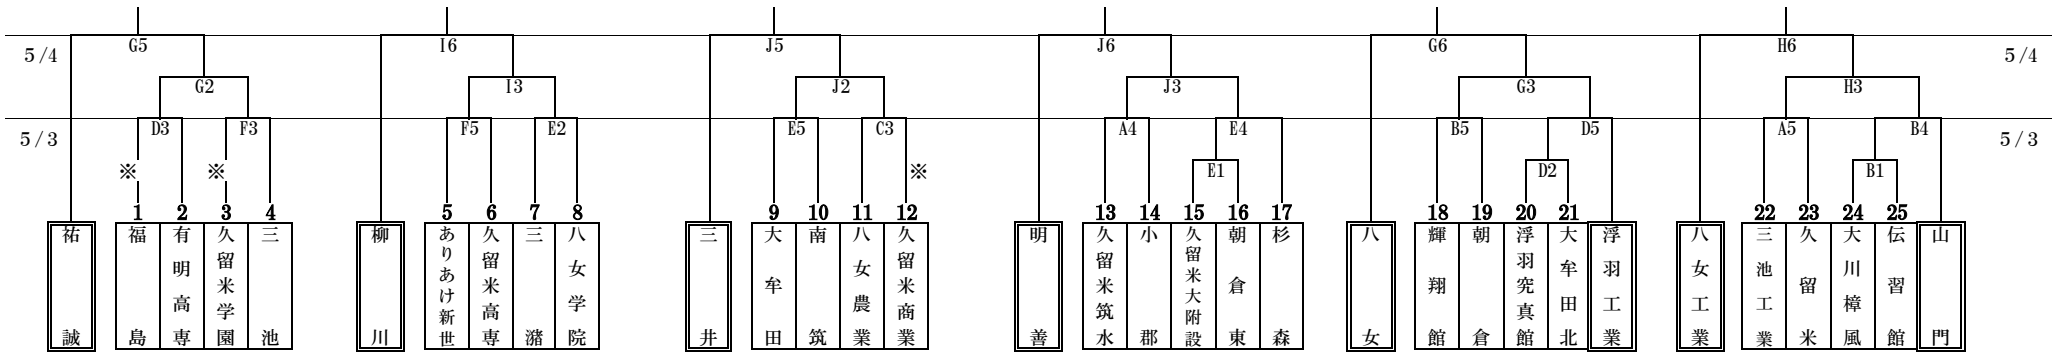 G5 I6 J5 J6 G6 H6
5/4 5/4
G2 I3 J2 J3 G3 H3
D3 F3 F5 E2 E5 C3 A4 E4 B5 D5 A5 B4
5/3 5/3
※ ※ ※ E1 D2 B1
1 2 3 4 5 6 7 8 9 10 11 12 13 14 15 16 17 18 19 20 21 22 23 24 25
祐誠
福島
有明高専
久留米学園
三池
柳川
ありあけ新世
久留米高専
三潴
八女学院
三井
大牟田
南筑
八女農業
久留米商業
明善
久留米筑水
小郡
久留米大附設
朝倉東
杉森
八女
輝翔館
朝倉
浮羽究真館
大牟田北
浮羽工業
八女工業
三池工業
久留米
大川樟風
伝習館
山門